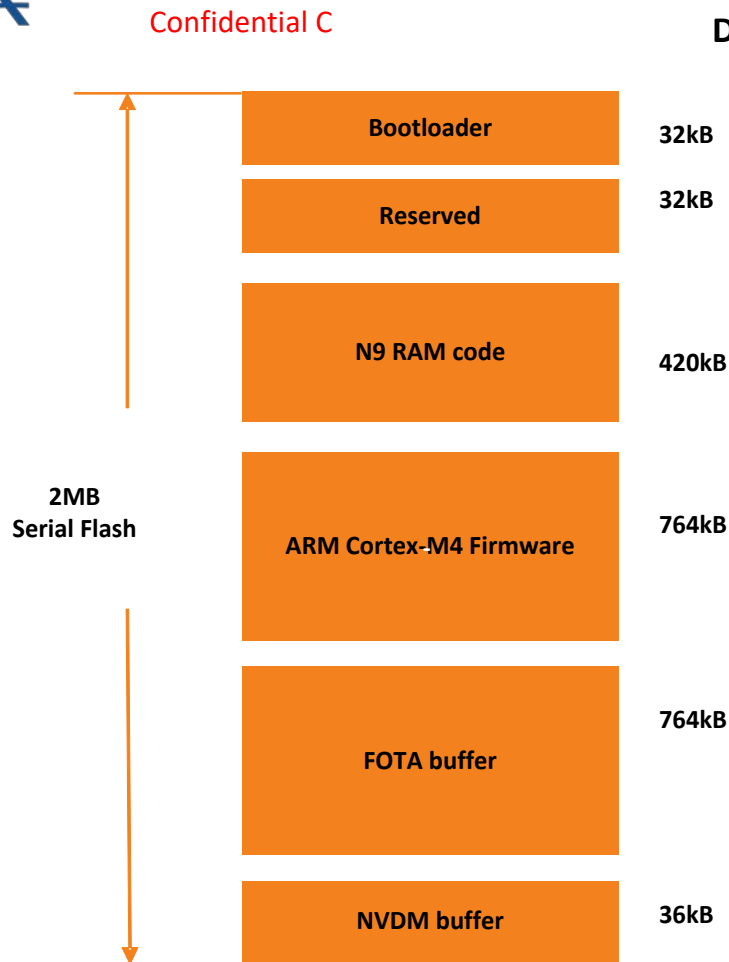 Confidential C
D
Bootloader
32kB
Reserved
32kB
N9 RAM code
420kB
2MB
Serial Flash
ARM Cortex-M4 Firmware
764kB
FOTA buffer
764kB
NVDM buffer
36kB